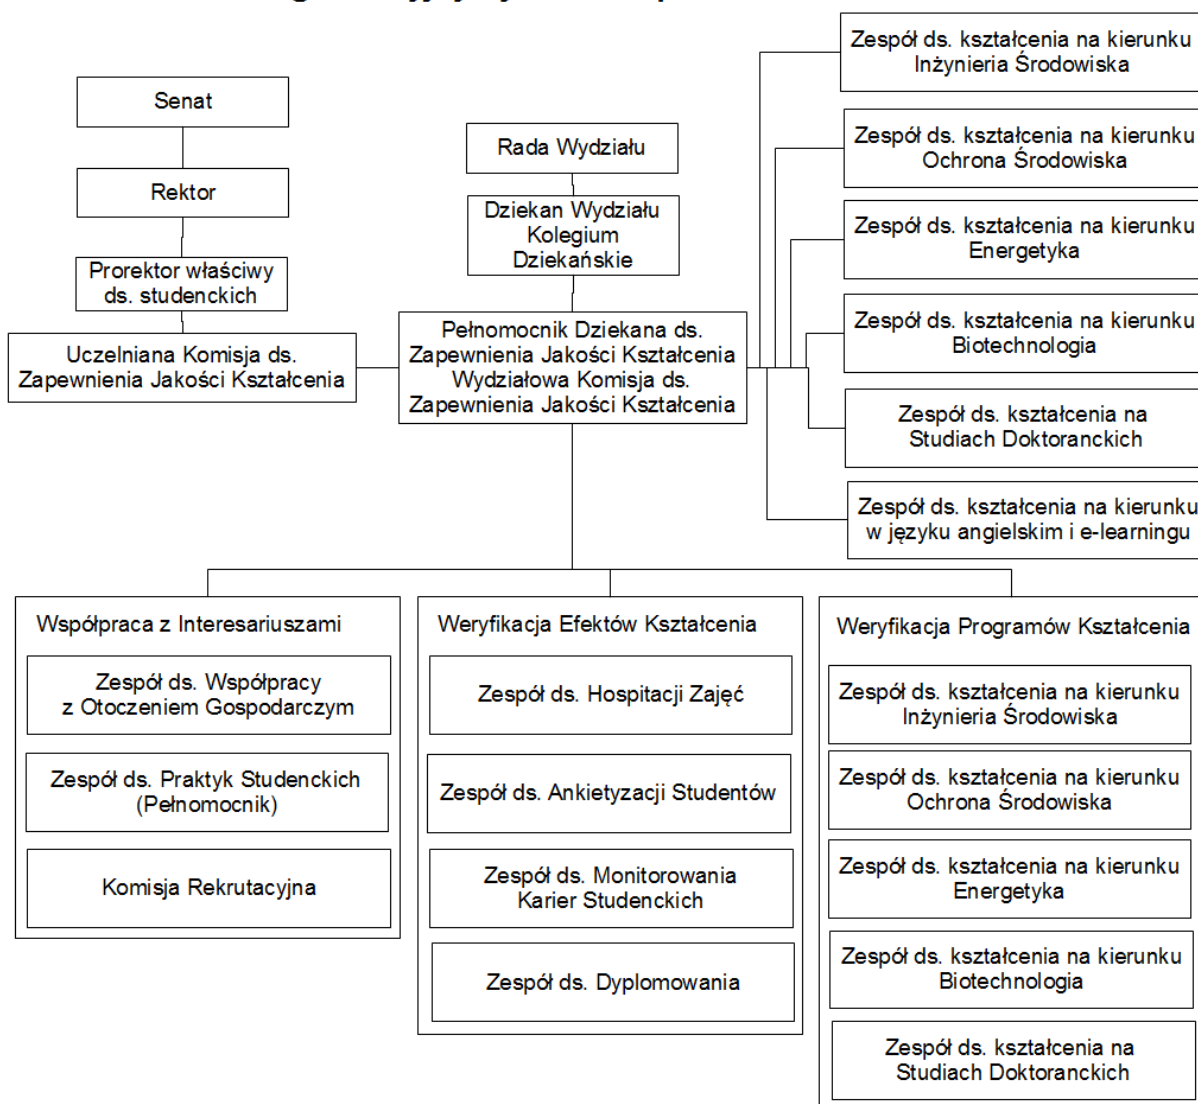 Senat
Rektor
Prorektor właściwy
ds. studenckich
Uczelniana Komisja ds.
Zapewnienia Jakości Kształcenia
Rada Wydziału
Dziekan Wydziału
Kolegium
Dziekańskie
Pełnomocnik Dziekana ds.
Zapewnienia Jakości Kształcenia
Wydziałowa Komisja ds.
Zapewnienia Jakości Kształcenia
Zespół ds. kształcenia na kierunku
Inżynieria Środowiska
Zespół ds. kształcenia na kierunku
Ochrona Środowiska
Zespół ds. kształcenia na kierunku
Energetyka
Zespół ds. kształcenia na kierunku
Biotechnologia
Zespół ds. kształcenia na
Studiach Doktoranckich
Zespół ds. kształcenia na kierunku
w języku angielskim i e-learningu
Współpraca z Interesariuszami
Zespół ds. Współpracy
z Otoczeniem Gospodarczym
Zespół ds. Praktyk Studenckich
(Pełnomocnik)
Komisja Rekrutacyjna
Weryfikacja Efektów Kształcenia
Zespół ds. Hospitacji Zajęć
Zespół ds. Ankietyzacji Studentów
Zespół ds. Monitorowania
Karier Studenckich
Zespół ds. Dyplomowania
Weryfikacja Programów Kształcenia
Zespół ds. kształcenia na kierunku
Inżynieria Środowiska
Zespół ds. kształcenia na kierunku
Ochrona Środowiska
Zespół ds. kształcenia na kierunku
Energetyka
Zespół ds. kształcenia na kierunku
Biotechnologia
Zespół ds. kształcenia na
Studiach Doktoranckich